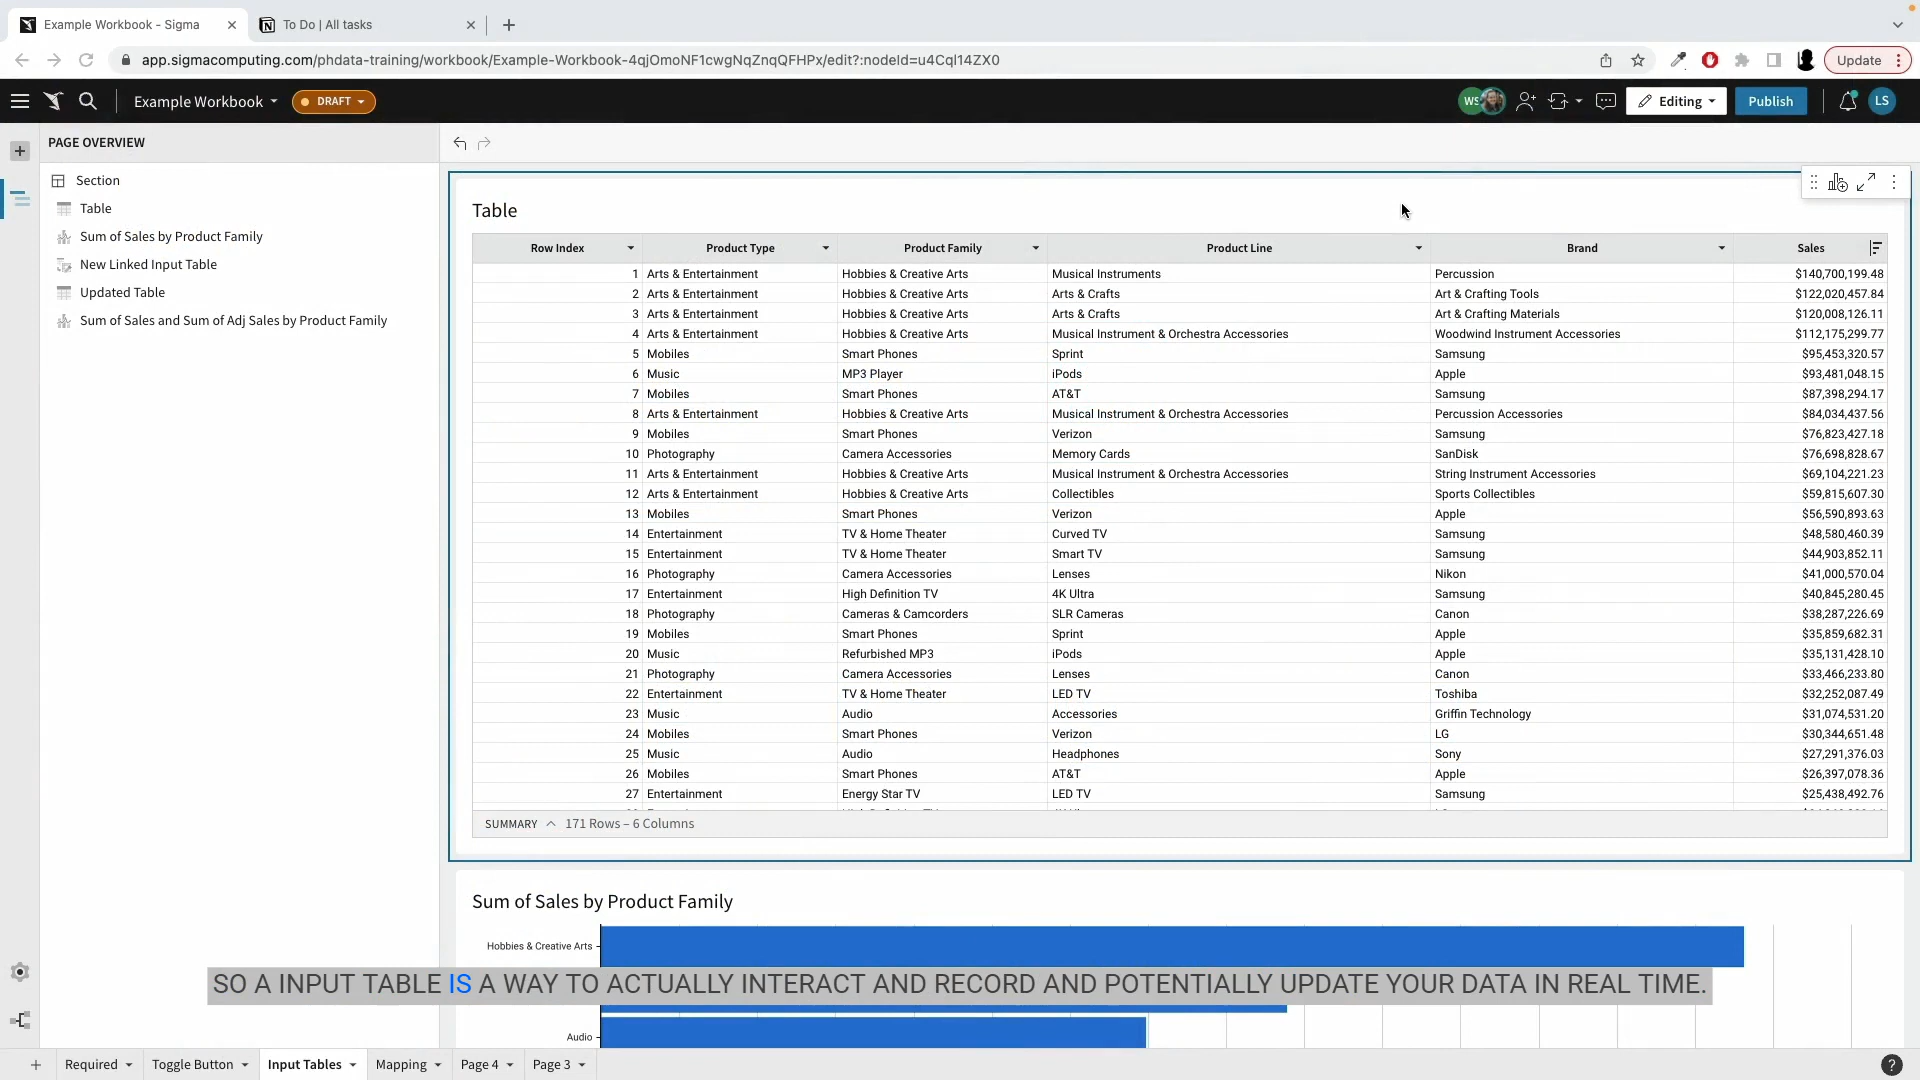 Example Workbook - Sigma
To Do | All tasks
app.sigmacomputing.com/phdata-training/workbook/Example-Workbook-4qjOmoNF1cwgNqZnqQFHPx/edit?:nodeId=u4Cql14ZX0
Update
Example Workbook
DRAFT
WS
Editing
Publish
LS
PAGE OVERVIEW
Section
Table
Sum of Sales by Product Family
New Linked Input Table
Updated Table
Sum of Sales and Sum of Adj Sales by Product Family
Table
Row Index Product Type Product Family Product Line Brand Sales
1 Arts & Entertainment Hobbies & Creative Arts Musical Instruments Percussion $140,700,199.48
2 Arts & Entertainment Hobbies & Creative Arts Arts & Crafts Art & Crafting Tools $122,020,457.84
3 Arts & Entertainment Hobbies & Creative Arts Arts & Crafts Art & Crafting Materials $120,008,126.11
4 Arts & Entertainment Hobbies & Creative Arts Musical Instrument & Orchestra Accessories Woodwind Instrument Accessories $112,175,299.77
5 Mobiles Smart Phones Sprint Samsung $95,453,320.57
6 Music MP3 Player iPods Apple $93,481,048.15
7 Mobiles Smart Phones AT&T Samsung $87,398,294.17
8 Arts & Entertainment Hobbies & Creative Arts Musical Instrument & Orchestra Accessories Percussion Accessories $84,034,437.56
9 Mobiles Smart Phones Verizon Samsung $76,823,427.18
10 Photography Camera Accessories Memory Cards SanDisk $76,698,828.67
11 Arts & Entertainment Hobbies & Creative Arts Musical Instrument & Orchestra Accessories String Instrument Accessories $69,104,221.23
12 Arts & Entertainment Hobbies & Creative Arts Collectibles Sports Collectibles $59,815,607.30
13 Mobiles Smart Phones Verizon Apple $56,590,893.63
14 Entertainment TV & Home Theater Curved TV Samsung $48,580,460.39
15 Entertainment TV & Home Theater Smart TV Samsung $44,903,852.11
16 Photography Camera Accessories Lenses Nikon $41,000,570.04
17 Entertainment High Definition TV 4K Ultra Samsung $40,845,280.45
18 Photography Cameras & Camcorders SLR Cameras Canon $38,287,226.69
19 Mobiles Smart Phones Sprint Apple $35,859,682.31
20 Music Refurbished MP3 iPods Apple $35,131,428.10
21 Photography Camera Accessories Lenses Canon $33,466,233.80
22 Entertainment TV & Home Theater LED TV Toshiba $32,252,087.49
23 Music Audio Accessories Griffin Technology $31,074,531.20
24 Mobiles Smart Phones Verizon LG $30,344,651.48
25 Music Audio Headphones Sony $27,291,376.03
26 Mobiles Smart Phones AT&T Apple $26,397,078.36
27 Entertainment Energy Star TV LED TV Samsung $25,438,492.76
SUMMARY 171 Rows – 6 Columns
Sum of Sales by Product Family
Hobbies & Creative Arts
SO A INPUT TABLE IS A WAY TO ACTUALLY INTERACT AND RECORD AND POTENTIALLY UPDATE YOUR DATA IN REAL TIME.
Audio
Required Toggle Button Input Tables Mapping Page 4 Page 3